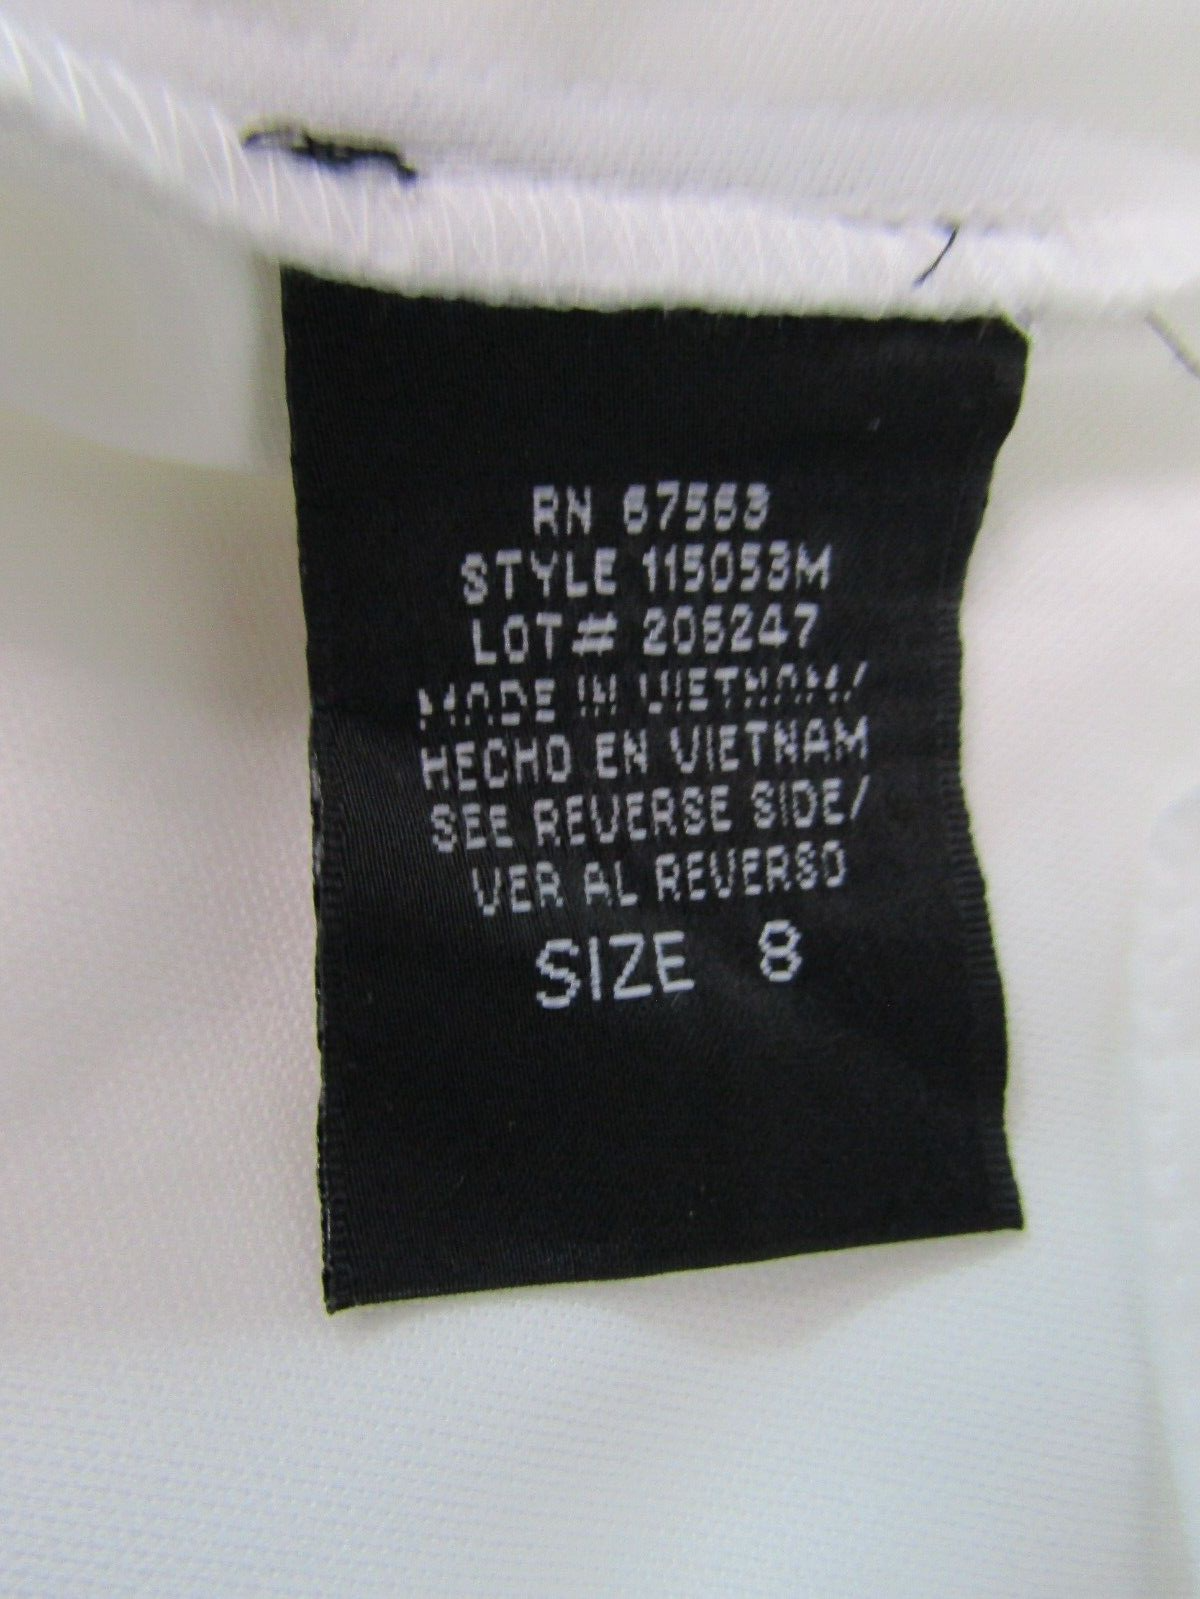 RN 67563
STYLE 115053M
LOT# 205247
MADE IN VIETNAM/
HECHO EN VIETNAM
SEE REVERSE SIDE/
VER AL REVERSO
SIZE 8